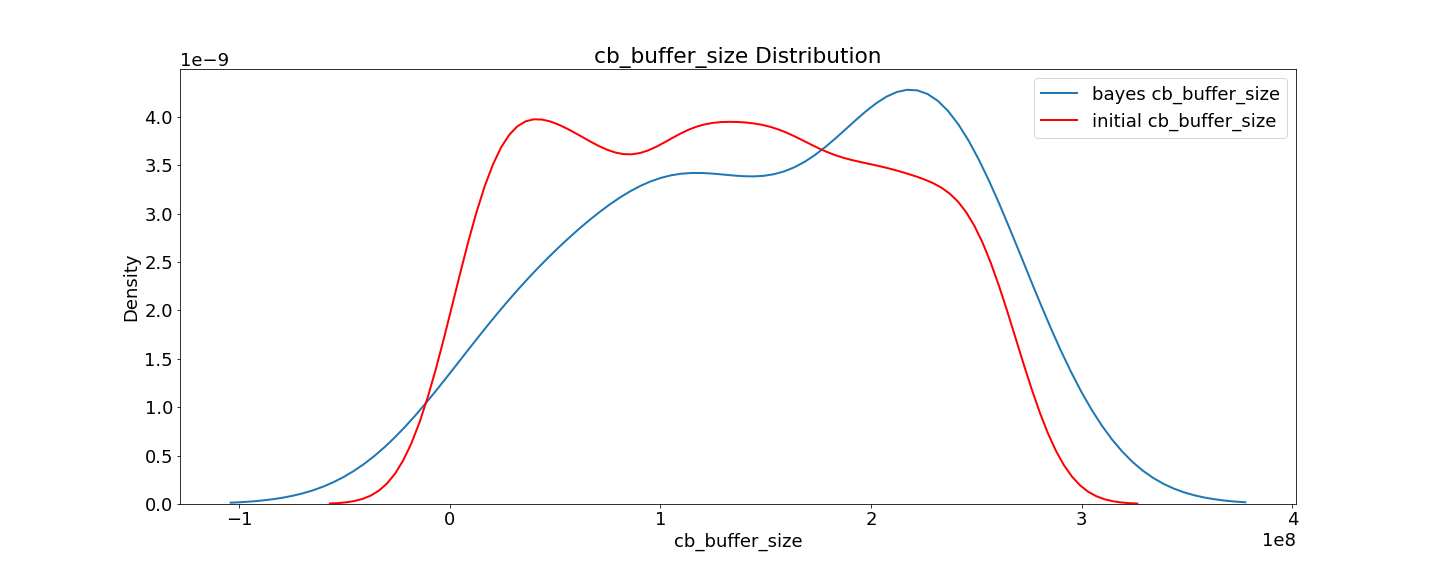 cb_buffer_size Distribution
1e−9
bayes cb_buffer_size
initial cb_buffer_size
4.0
3.5
3.0
2.5
2.0
1.5
1.0
0.5
0.0
Density
−1
0
1
2
3
4
1e8
cb_buffer_size